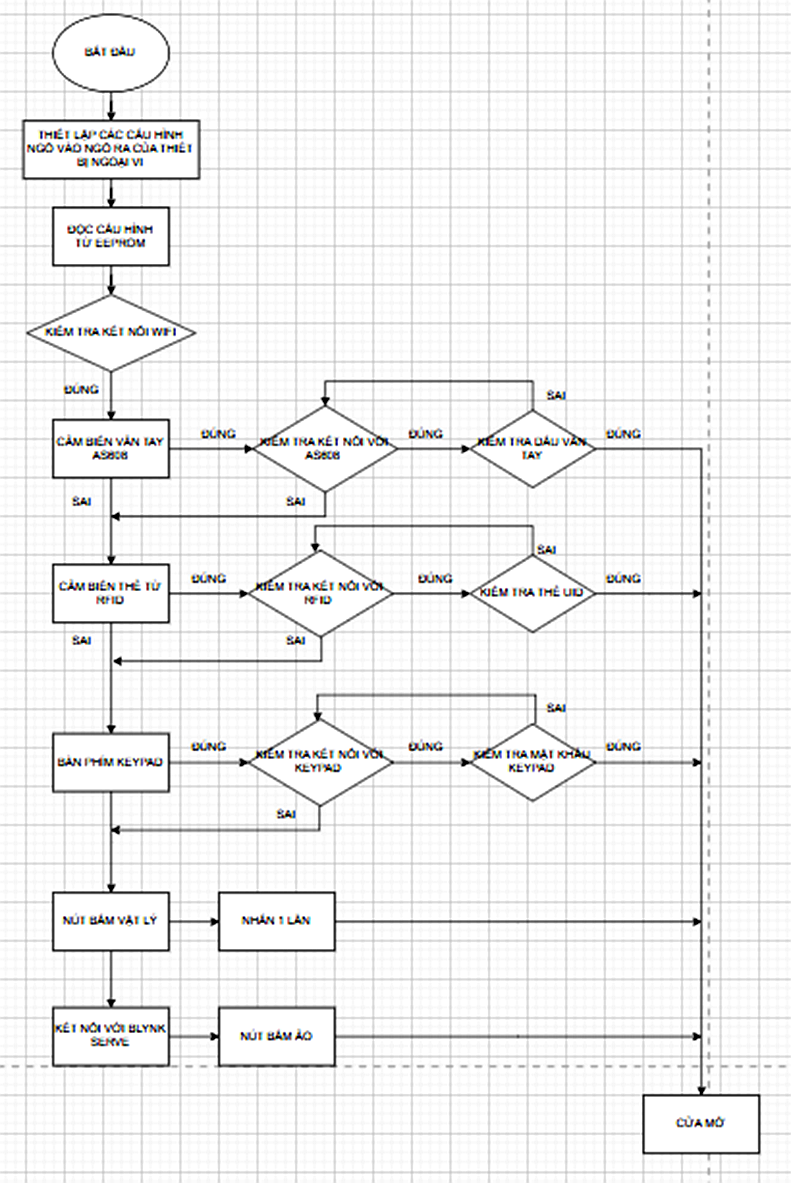 BẮT ĐẦU
THIẾT LẬP CÁC CẤU HÌNH
NGÕ VÀO NGÕ RA CỦA THIẾT
BỊ NGOẠI VI
ĐỌC CẤU HÌNH
TỪ EEPROM
KIỂM TRA KẾT NỐI WIFI
ĐÚNG
SAI
CẢM BIẾN VÂN TAY
AS608
ĐÚNG
KIỂM TRA KẾT NỐI VỚI
AS608
ĐÚNG
KIỂM TRA DẤU VÂN
TAY
ĐÚNG
SAI
SAI
SAI
CẢM BIẾN THẺ TỪ
RFID
ĐÚNG
KIỂM TRA KẾT NỐI VỚI
RFID
ĐÚNG
KIỂM TRA THẺ UID
ĐÚNG
SAI
SAI
SAI
BÀN PHÍM KEYPAD
ĐÚNG
KIỂM TRA KẾT NỐI VỚI
KEYPAD
ĐÚNG
KIỂM TRA MẬT KHẨU
KEYPAD
ĐÚNG
SAI
NÚT BẤM VẬT LÝ
NHẤN 1 LẦN
KẾT NỐI VỚI BLYNK
SERVE
NÚT BẤM ẢO
CỬA MỞ